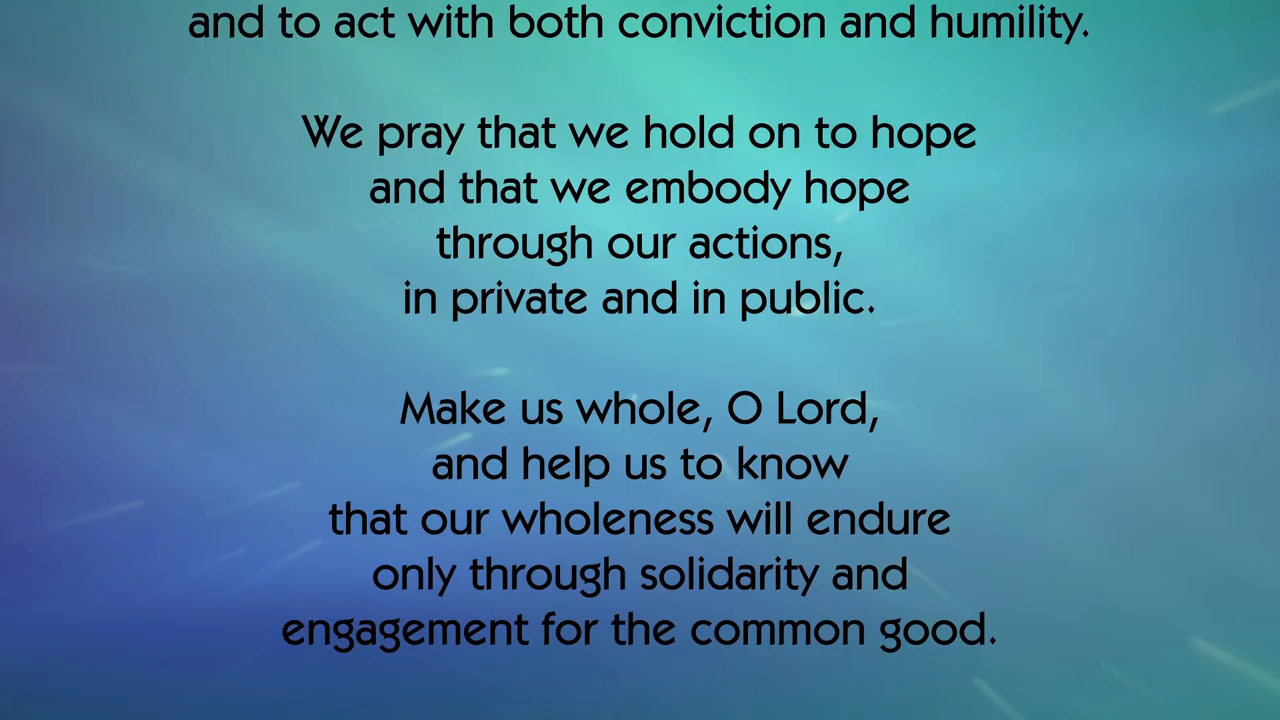 and to act with both conviction and humility.
We pray that we hold on to hope
and that we embody hope
through our actions,
in private and in public.
Make us whole, O Lord,
and help us to know
that our wholeness will endure
only through solidarity and
engagement for the common good.